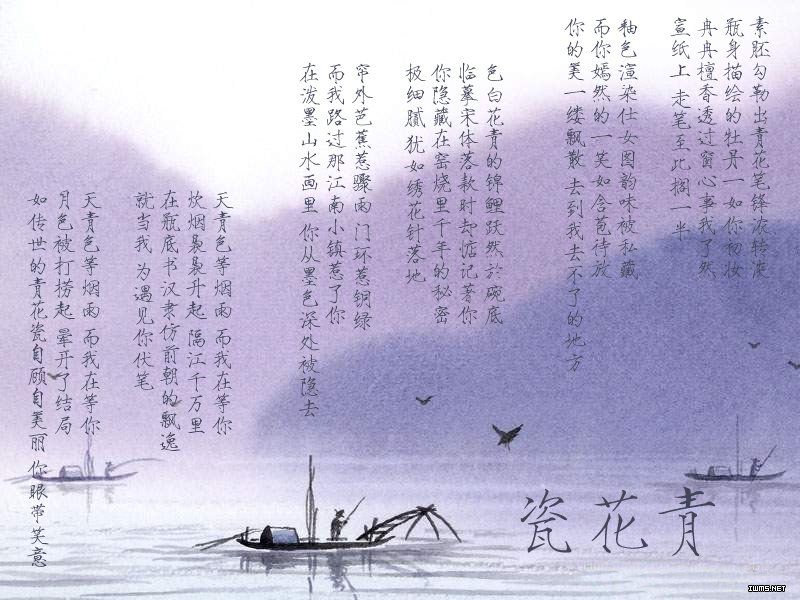 素胚勾勒出青花笔锋浓转淡
瓶身描绘的牡丹一如你初妆
冉冉檀香透过窗心事我了然
宣纸上 走笔至此搁一半
釉色渲染仕女图韵味被私藏
而你嫣然的一笑如含苞待放
你的美一缕飘散 去到我去不了的地方
色白花青的锦鲤跃然於碗底
临摹宋体落款时却惦记著你
你隐藏在窑烧里千年的秘密
极细腻 犹如绣花针落地
帘外芭蕉惹骤雨 门环惹铜绿
而我路过那江南小镇惹了你
在泼墨山水画里 你从墨色深处被隐去
天青色等烟雨 而我在等你
炊烟袅袅升起 隔江千万里
在瓶底书汉隶仿前朝的飘逸
就当我 为遇见你伏笔
天青色等烟雨 而我在等你
月色被打捞起 晕开了结局
如传世的青花瓷自顾自美丽 你眼带笑意
青花瓷
IWMS.NET